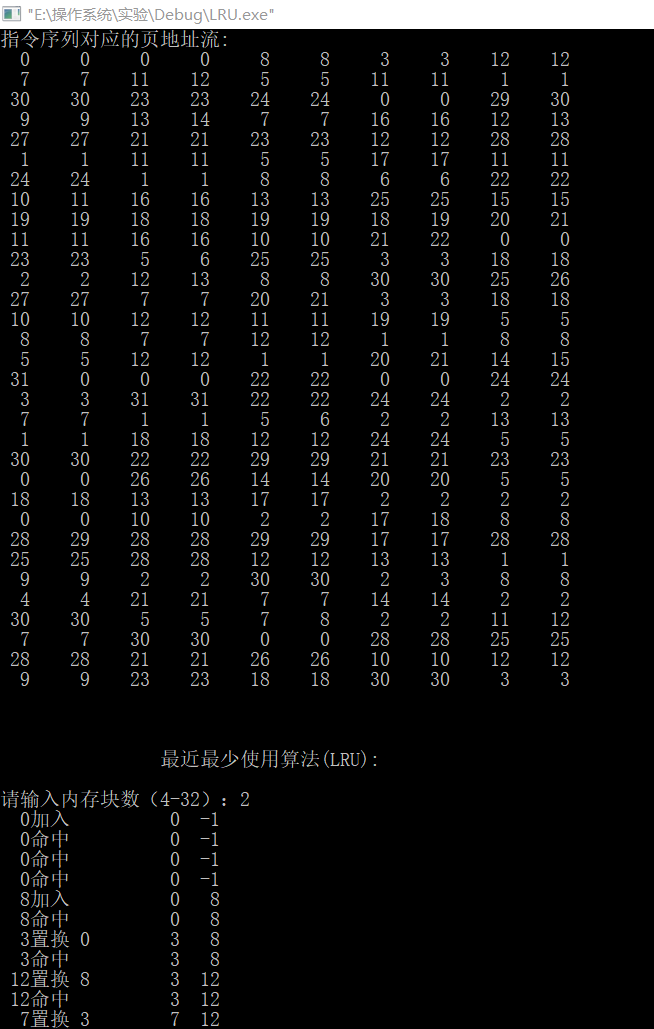 "E:\操作系统\实验\Debug\LRU.exe"
指令序列对应的页地址流:
0 0 0 0 8 8 3 3 12 12
7 7 11 12 5 5 11 11 1 1
30 30 23 23 24 24 0 0 29 30
9 9 13 14 7 7 16 16 12 13
27 27 21 21 23 23 12 12 28 28
1 1 11 11 5 5 17 17 11 11
24 24 1 1 8 8 6 6 22 22
10 11 16 16 13 13 25 25 15 15
19 19 18 18 19 19 18 19 20 21
11 11 16 16 10 10 21 22 0 0
23 23 5 6 25 25 3 3 18 18
2 2 12 13 8 8 30 30 25 26
27 27 7 7 20 21 3 3 18 18
10 10 12 12 11 11 19 19 5 5
8 8 7 7 12 12 1 1 8 8
5 5 12 12 1 1 20 21 14 15
31 0 0 0 22 22 0 0 24 24
3 3 31 31 22 22 24 24 2 2
7 7 1 1 5 6 2 2 13 13
1 1 18 18 12 12 24 24 5 5
30 30 22 22 29 29 21 21 23 23
0 0 26 26 14 14 20 20 5 5
18 18 13 13 17 17 2 2 2 2
0 0 10 10 2 2 17 18 8 8
28 29 28 28 29 29 17 17 28 28
25 25 28 28 12 12 13 13 1 1
9 9 2 2 30 30 2 3 8 8
4 4 21 21 7 7 14 14 2 2
30 30 5 5 7 8 2 2 11 12
7 7 30 30 0 0 28 28 25 25
28 28 21 21 26 26 10 10 12 12
9 9 23 23 18 18 30 30 3 3
最近最少使用算法(LRU):
请输入内存块数（4-32）：2
0加入 0 -1
0命中 0 -1
0命中 0 -1
0命中 0 -1
8加入 0 8
8命中 0 8
3置换 0 3 8
3命中 3 8
12置换 8 3 12
12命中 3 12
7置换 3 7 12